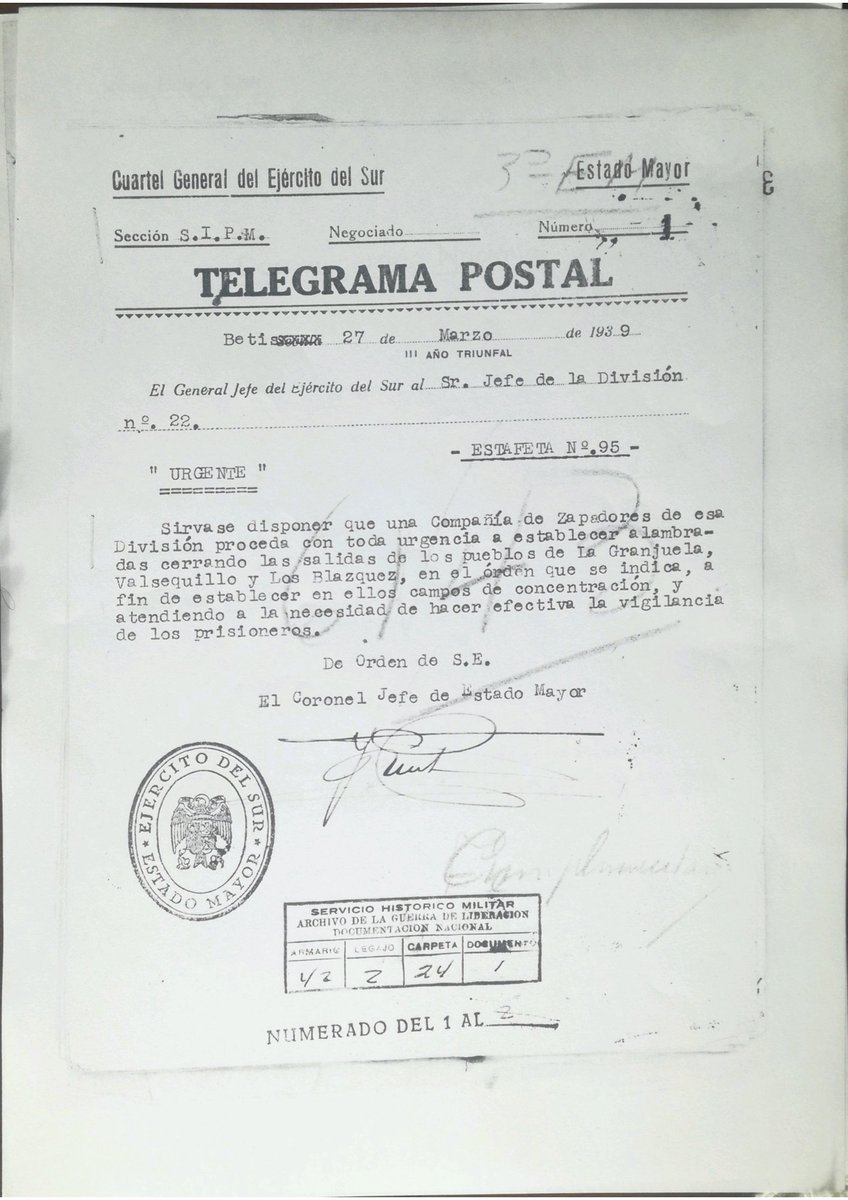 Cuartel General del Ejército del Sur
3ª E.M.
Estado Mayor
3
Sección S.I.P.M. Negociado Número 1
TELEGRAMA POSTAL
Betis 27 de Marzo de 1939
III AÑO TRIUNFAL
El General Jefe del Ejército del Sur al Sr. Jefe de la División
nº. 22.
- ESTAFETA Nº.95 -
" URGENTE "
Sirvase disponer que una Compañía de Zapadores de esa
División proceda con toda urgencia a establecer alambra-
das cerrando las salidas de los pueblos de La Granjuela,
Valsequillo y Los Blazquez, en el órden que se indica, a
fin de establecer en ellos campos de concentración, y
atendiendo a la necesidad de hacer efectiva la vigilancia
de los prisioneros.
De Orden de S.E.
El Coronel Jefe de Estado Mayor
★ EJERCITO DEL SUR ★
ESTADO MAYOR
SERVICIO HISTORICO MILITAR
ARCHIVO DE LA GUERRA DE LIBERACION
DOCUMENTACION NACIONAL
ARMARIO LEGAJO CARPETA DOCUMENTO
42 2 24 1
NUMERADO DEL 1 AL 2